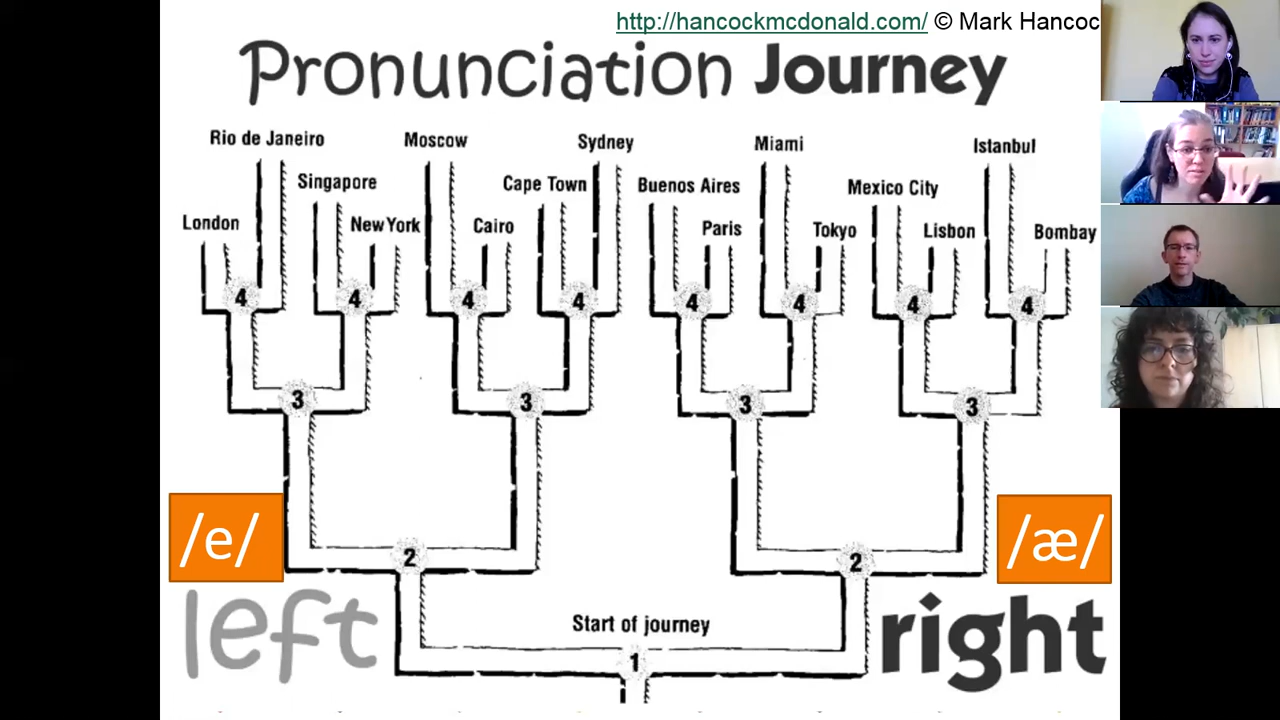 http://hancockmcdonald.com/ © Mark Hancoc
Pronunciation Journey
Rio de Janeiro Moscow Sydney Miami Istanbul
Singapore Cape Town Buenos Aires Mexico City
London New York Cairo Paris Tokyo Lisbon Bombay
4 4 4 4 4 4 4 4
3 3 3 3
/e/ /æ/
2 2
left Start of journey right
1